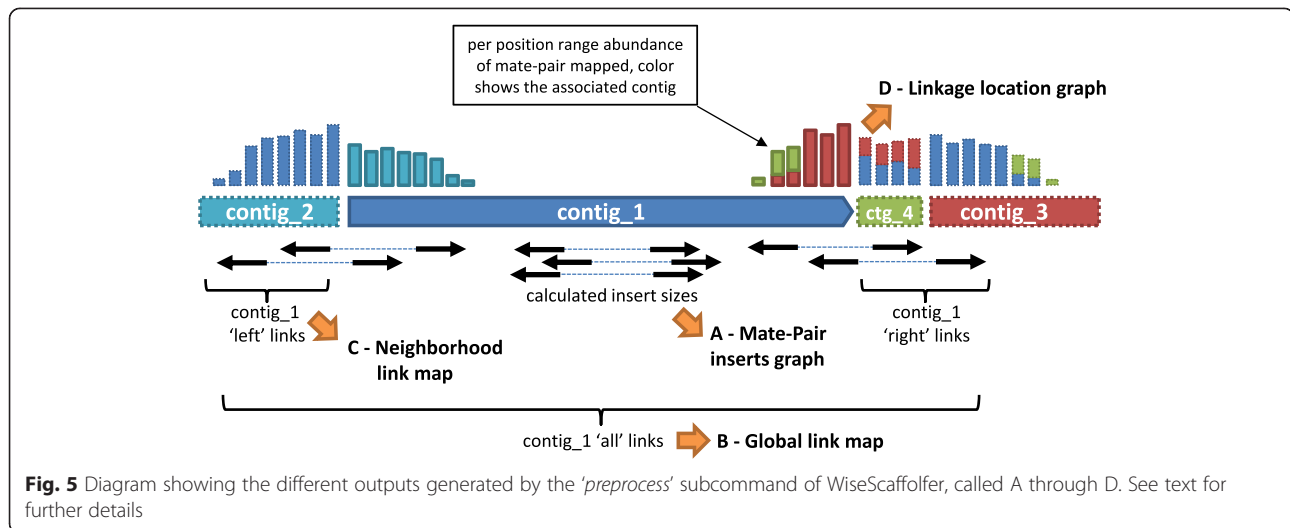 per position range abundance
of mate-pair mapped, color
shows the associated contig
D - Linkage location graph
contig_2
contig_1
ctg_4
contig_3
calculated insert sizes
contig_1
'left' links
C - Neighborhood
link map
A - Mate-Pair
inserts graph
contig_1
'right' links
contig_1 'all' links
B - Global link map
Fig. 5 Diagram showing the different outputs generated by the 'preprocess' subcommand of WiseScaffolfer, called A through D. See text for
further details